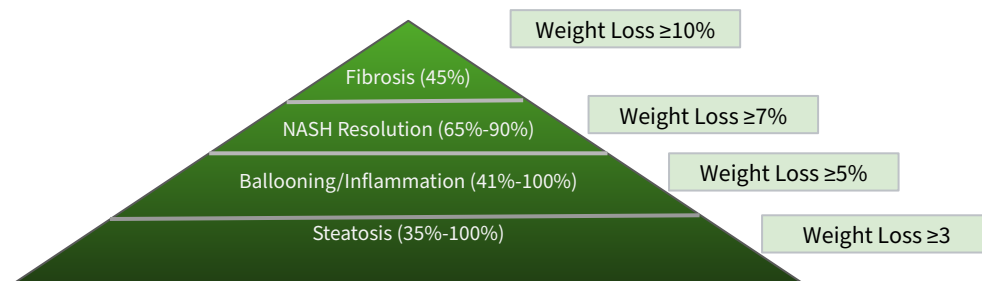 Weight Loss ≥10%
Fibrosis (45%)
Weight Loss ≥7%
NASH Resolution (65%-90%)
Weight Loss ≥5%
Ballooning/Inflammation (41%-100%)
Weight Loss ≥3
Steatosis (35%-100%)